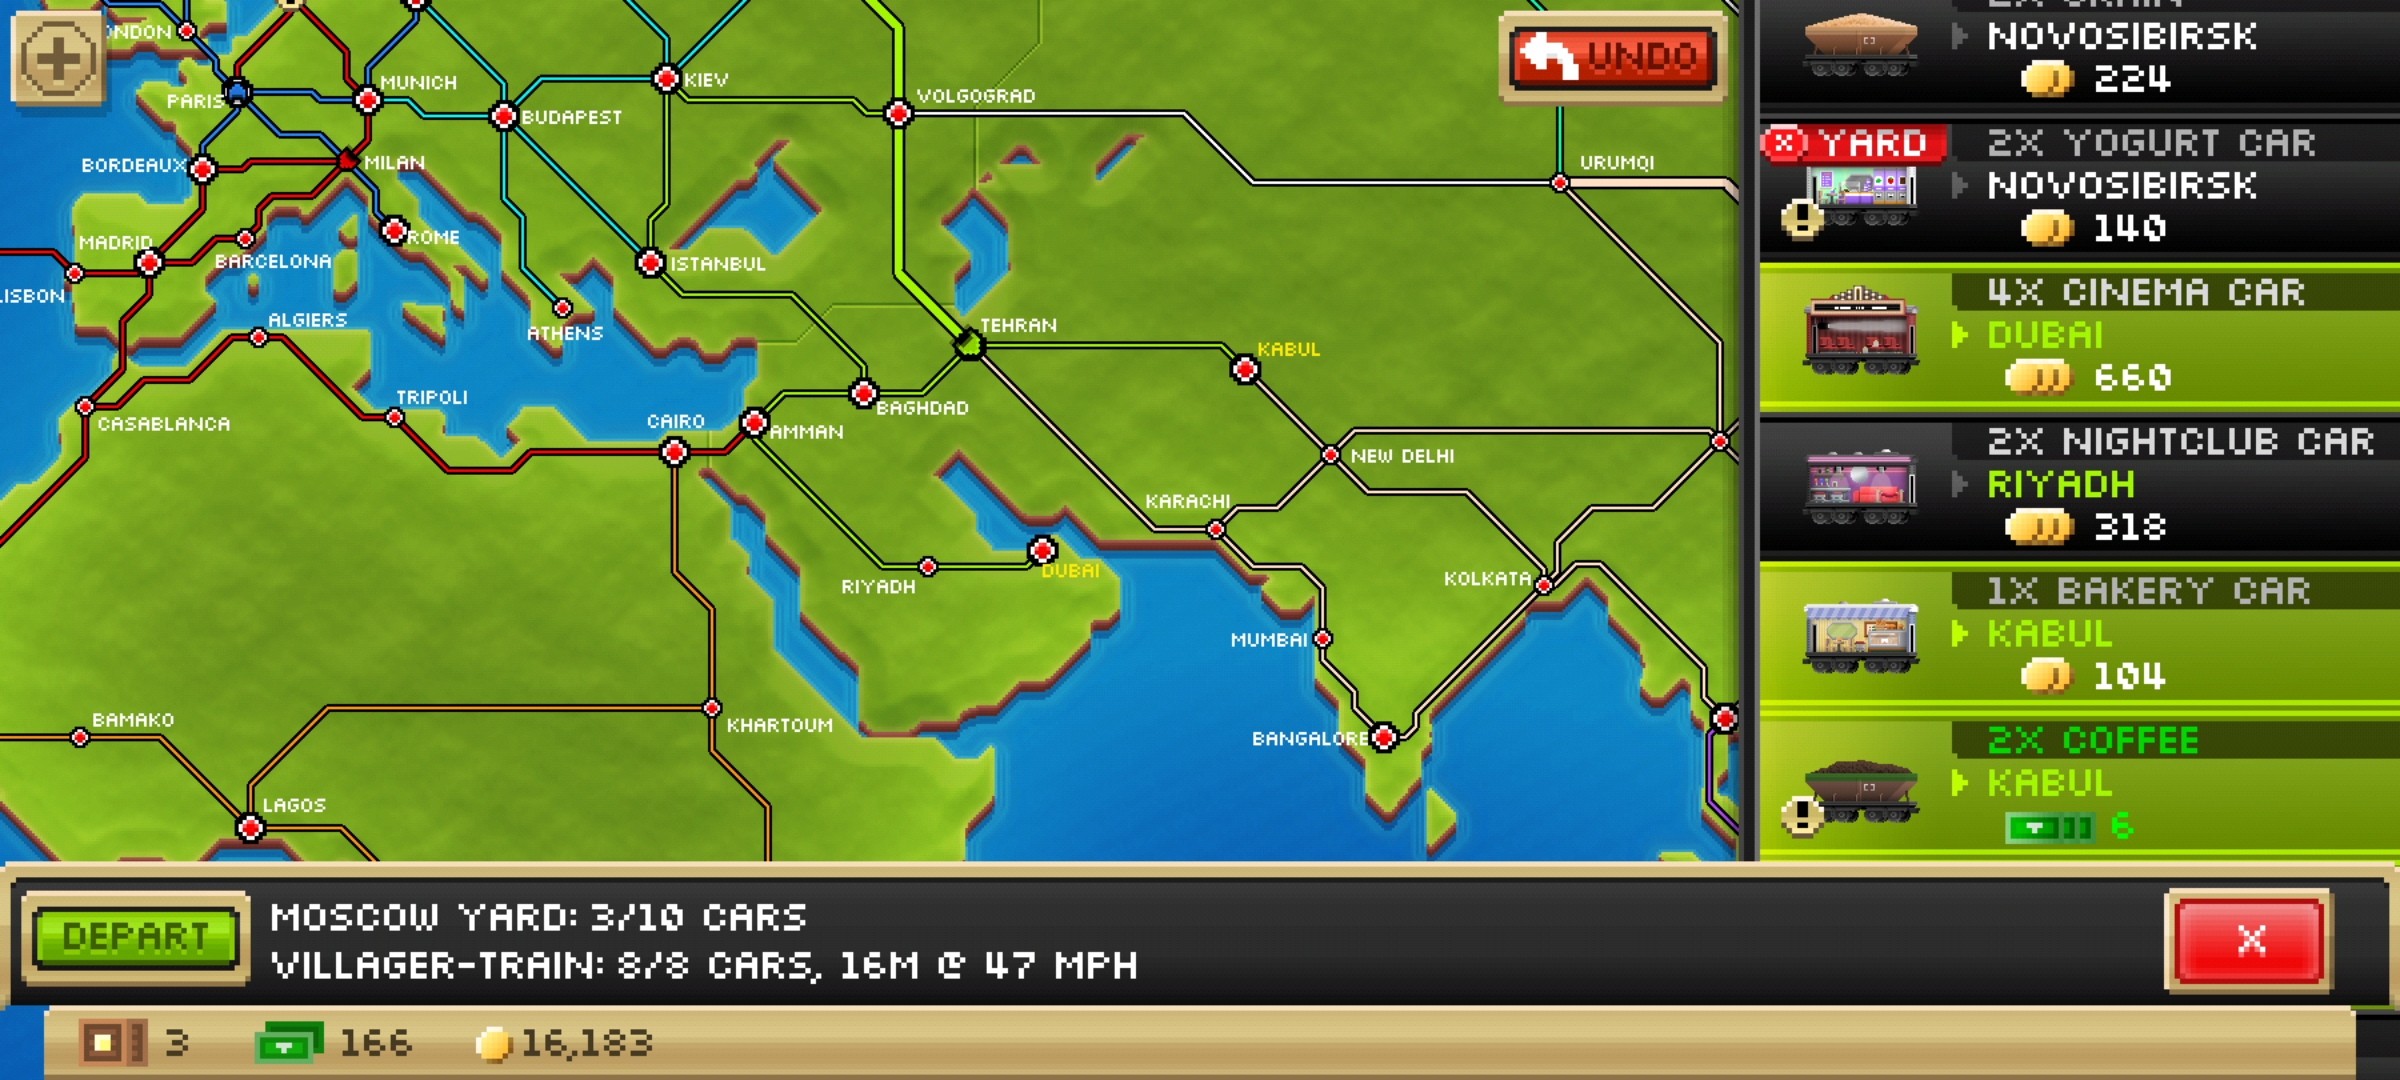 NOVOSIBIRSK
224
UNDO
YARD
2X YOGURT CAR
NOVOSIBIRSK
140
4X CINEMA CAR
DUBAI
660
2X NIGHTCLUB CAR
RIYADH
318
1X BAKERY CAR
KABUL
104
2X COFFEE
KABUL
6
PARIS
MUNICH
KIEV
VOLGOGRAD
BUDAPEST
BORDEAUX
MILAN
URUMQI
MADRID
ROME
BARCELONA
ISTANBUL
ALGIERS
ATHENS
TEHRAN
KABUL
TRIPOLI
CASABLANCA
CAIRO
AMMAN
BAGHDAD
NEW DELHI
KARACHI
RIYADH
DUBAI
KOLKATA
MUMBAI
BAMAKO
KHARTOUM
BANGALORE
LAGOS
DEPART
MOSCOW YARD: 3/10 CARS
VILLAGER-TRAIN: 8/8 CARS, 16M @ 47 MPH
X
3
166
16,183